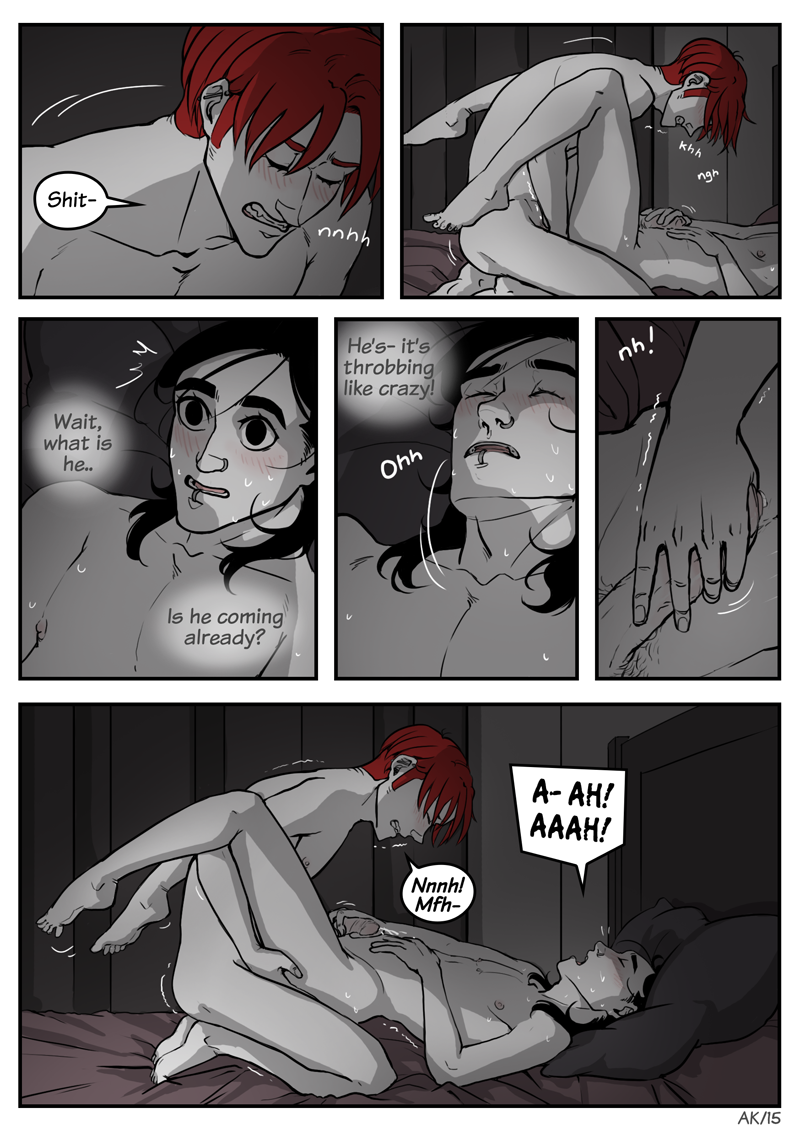 Shit-
nnhh
khh
ngh
Wait,
what is
he..
Is he coming
already?
He's- it's
throbbing
like crazy!
Ohh
nh!
Nnnh!
Mfh-
A- AH!
AAAH!
AK/15